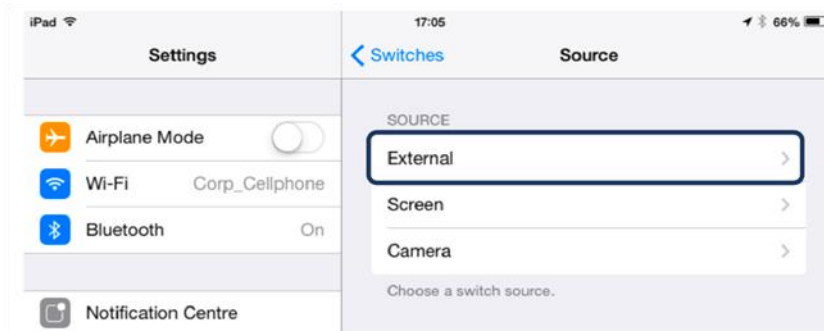 iPad 17:05 66%
Settings
Switches Source
Airplane Mode
Wi-Fi Corp_Cellphone
Bluetooth On
Notification Centre
SOURCE
External
Screen
Camera
Choose a switch source.